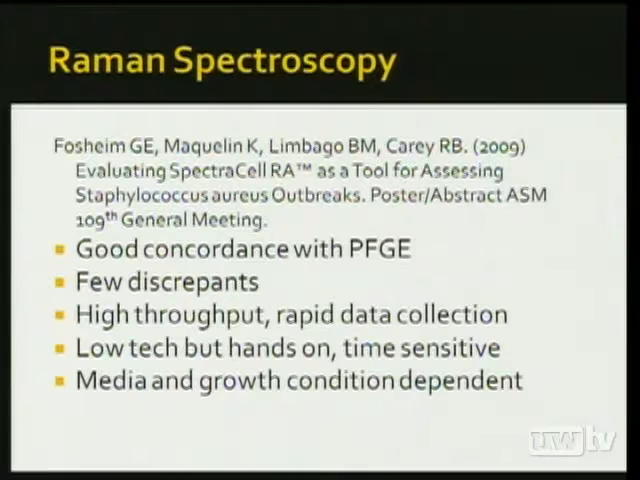 Raman Spectroscopy
Fosheim GE, Maquelin K, Limbago BM, Carey RB. (2009)
Evaluating SpectraCell RA™ as a Tool for Assessing
Staphylococcus aureus Outbreaks. Poster/Abstract ASM
109th General Meeting.
Good concordance with PFGE
Few discrepants
High throughput, rapid data collection
Low tech but hands on, time sensitive
Media and growth condition dependent
uwtv